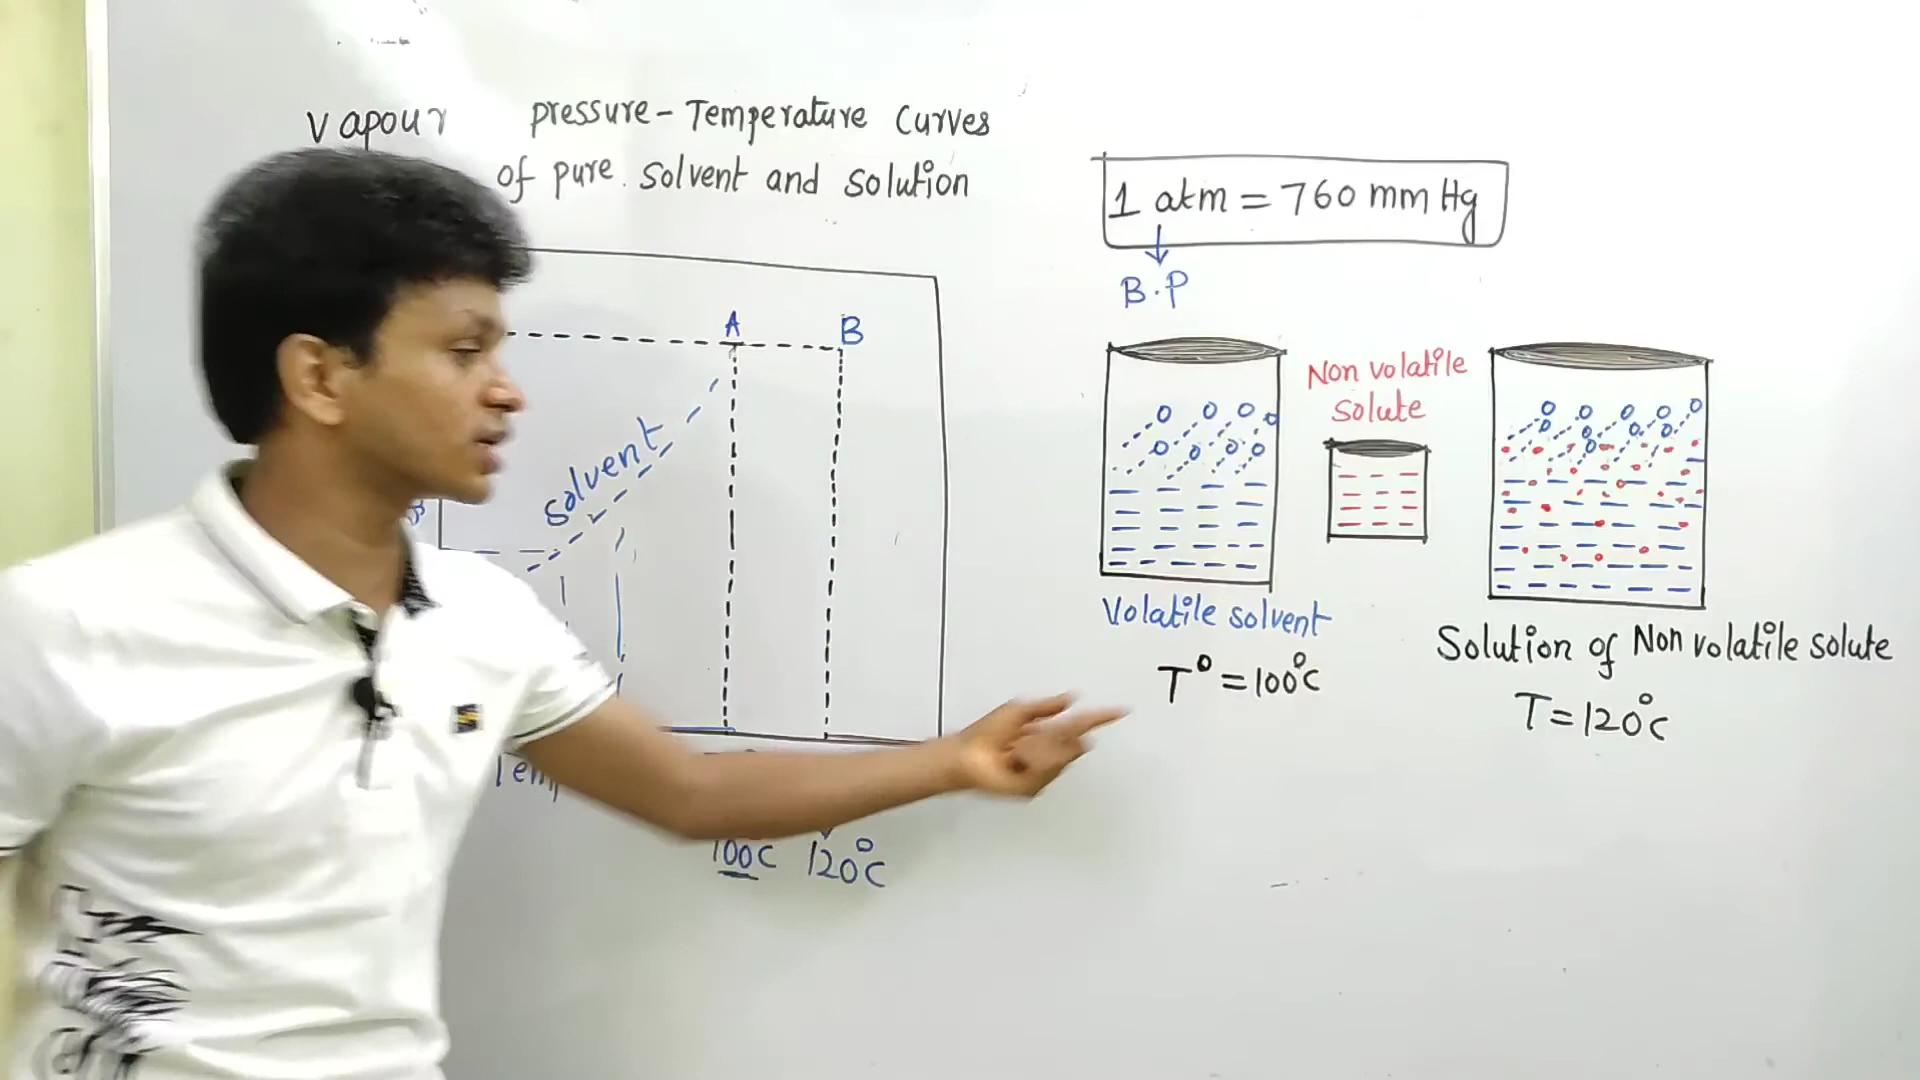 Vapour pressure - Temperature Curves
of pure solvent and solution
1 atm = 760 mm Hg
B.P
A
B
solvent
Non volatile
solute
Volatile solvent
T° = 100°C
Solution of Non volatile solute
T = 120°C
100C
120°C